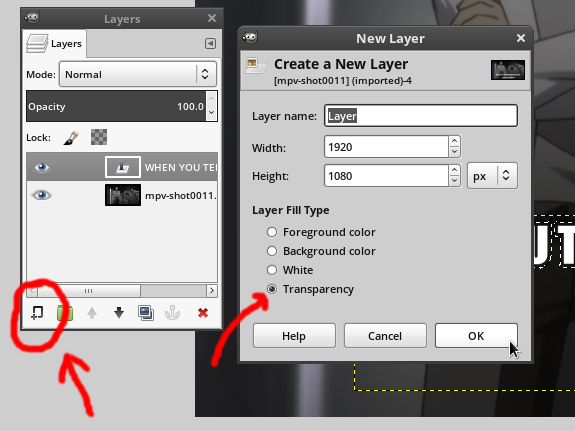 Layers
Layers
Mode: Normal
Opacity 100.0
Lock:
WHEN YOU TE
mpv-shot0011.
New Layer
Create a New Layer
[mpv-shot0011] (imported)-4
Layer name: Layer
Width: 1920
Height: 1080 px
Layer Fill Type
Foreground color
Background color
White
Transparency
Help Cancel OK
UT